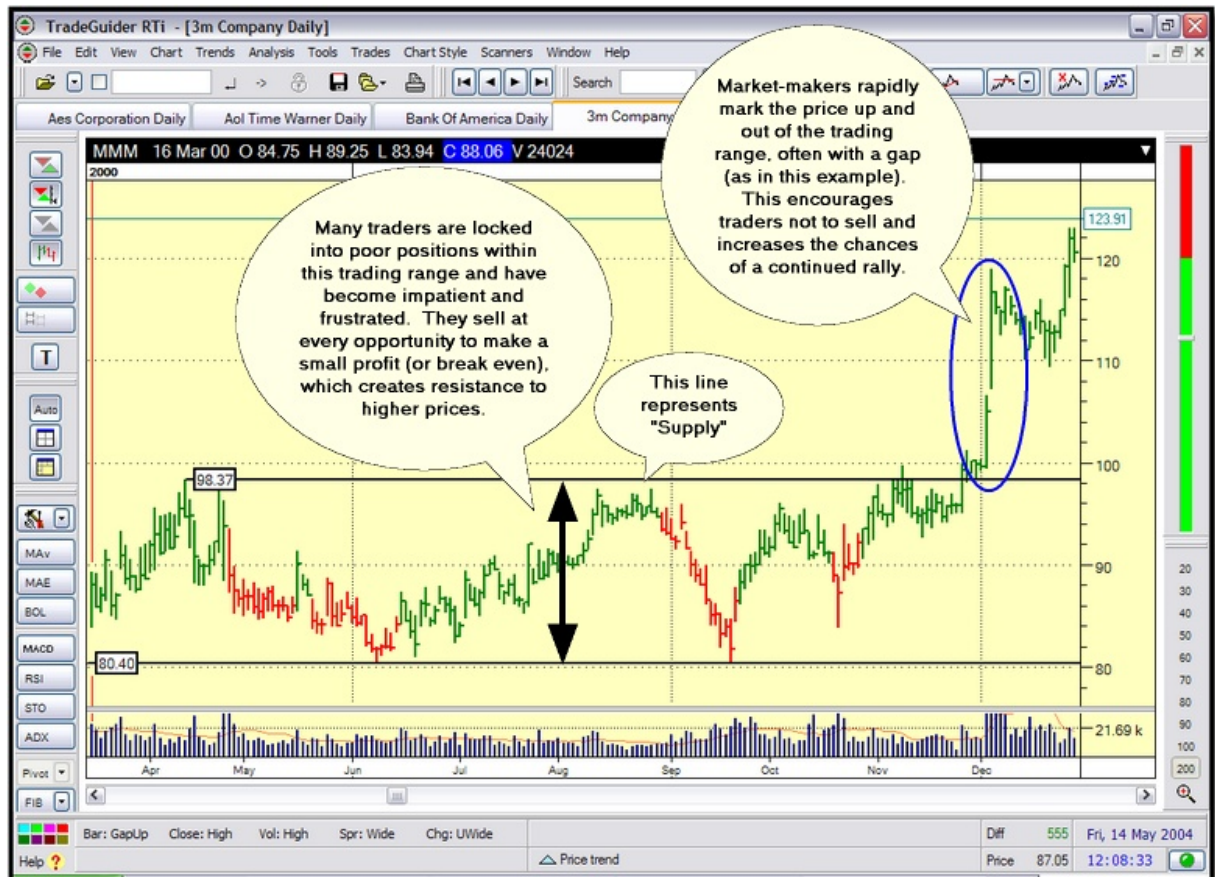 TradeGuider RTi - [3m Company Daily]
File Edit View Chart Trends Analysis Tools Trades Chart Style Scanners Window Help
Search
Aes Corporation Daily Aol Time Warner Daily Bank Of America Daily 3m Company
MMM 16 Mar 00 O 84.75 H 89.25 L 83.94 C 88.06 V 24024
2000
Market-makers rapidly
mark the price up and
out of the trading
range, often with a gap
(as in this example).
This encourages
traders not to sell and
increases the chances
of a continued rally.
Many traders are locked
into poor positions within
this trading range and have
become impatient and
frustrated. They sell at
every opportunity to make a
small profit (or break even),
which creates resistance to
higher prices.
This line
represents
"Supply"
123.91
120
110
100
90
80
98.37
80.40
21.69 k
Apr May Jun Jul Aug Sep Oct Nov Dec
T
Auto
MAv
MAE
BOL
MACD
RSI
STO
ADX
Pivot
FIB
20
30
40
50
60
70
80
90
100
200
Bar: GapUp Close: High Vol: High Spr: Wide Chg: UWide Diff 555 Fri, 14 May 2004
Help ? Price trend Price 87.05 12:08:33